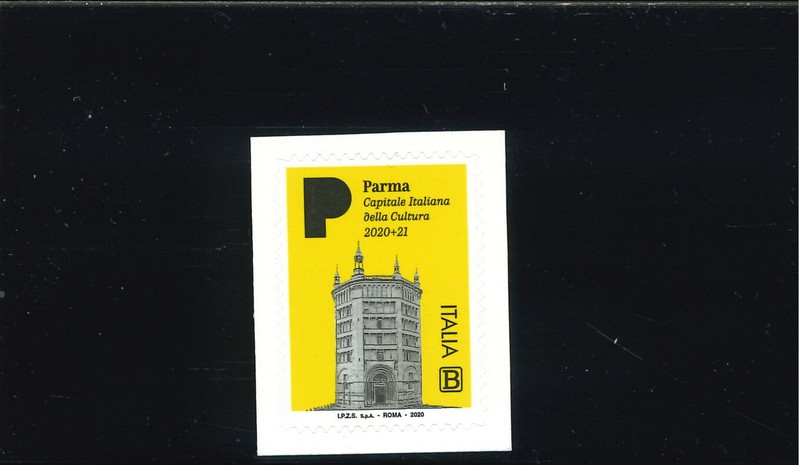 P
Parma
Capitale Italiana
della Cultura
2020+21
ITALIA
B
I.P.Z.S. S.p.A. - ROMA - 2020